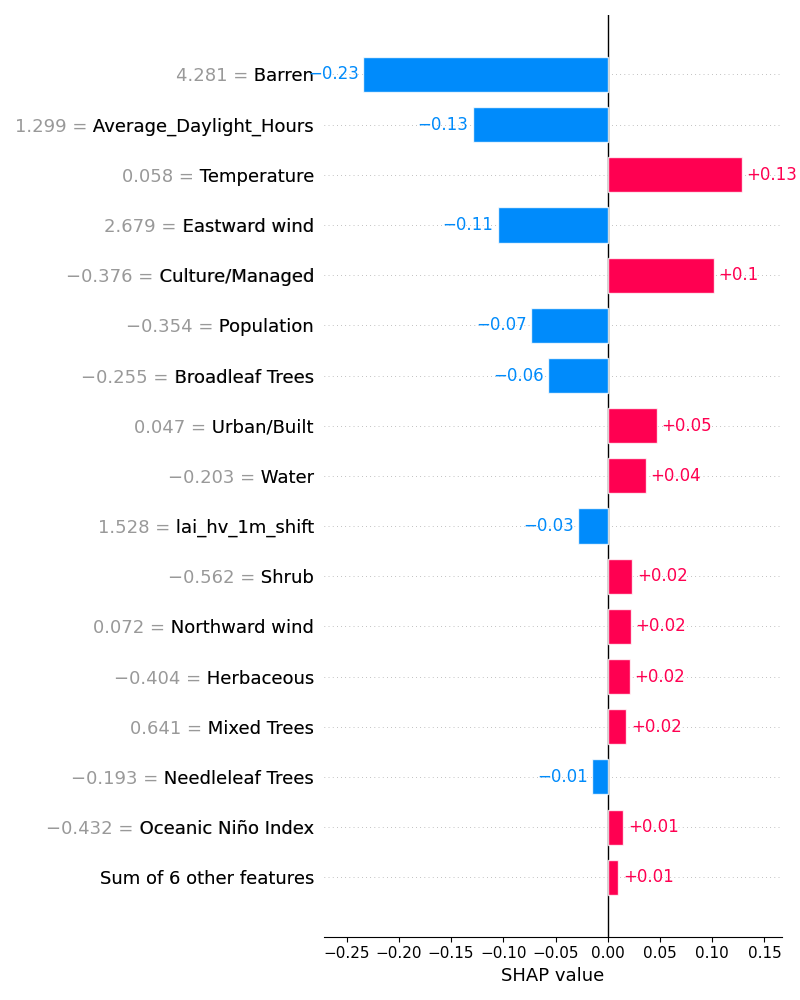 4.281 = Barren −0.23
1.299 = Average_Daylight_Hours −0.13
0.058 = Temperature +0.13
2.679 = Eastward wind −0.11
−0.376 = Culture/Managed +0.1
−0.354 = Population −0.07
−0.255 = Broadleaf Trees −0.06
0.047 = Urban/Built +0.05
−0.203 = Water +0.04
1.528 = lai_hv_1m_shift −0.03
−0.562 = Shrub +0.02
0.072 = Northward wind +0.02
−0.404 = Herbaceous +0.02
0.641 = Mixed Trees +0.02
−0.193 = Needleleaf Trees −0.01
−0.432 = Oceanic Niño Index +0.01
Sum of 6 other features +0.01
−0.25 −0.20 −0.15 −0.10 −0.05 0.00 0.05 0.10 0.15
SHAP value